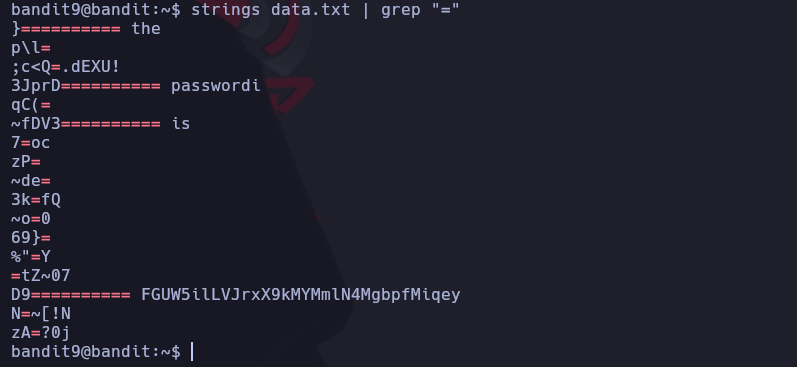 bandit9@bandit:~$ strings data.txt | grep "="
}========== the
p\l=
;c<Q=.dEXU!
3JprD========== passwordi
qC(=
~fDV3========== is
7=oc
zP=
~de=
3k=fQ
~o=0
69}=
%"=Y
=tZ~07
D9========== FGUW5ilLVJrxX9kMYMmlN4MgbpfMiqey
N=~[!N
zA=?0j
bandit9@bandit:~$